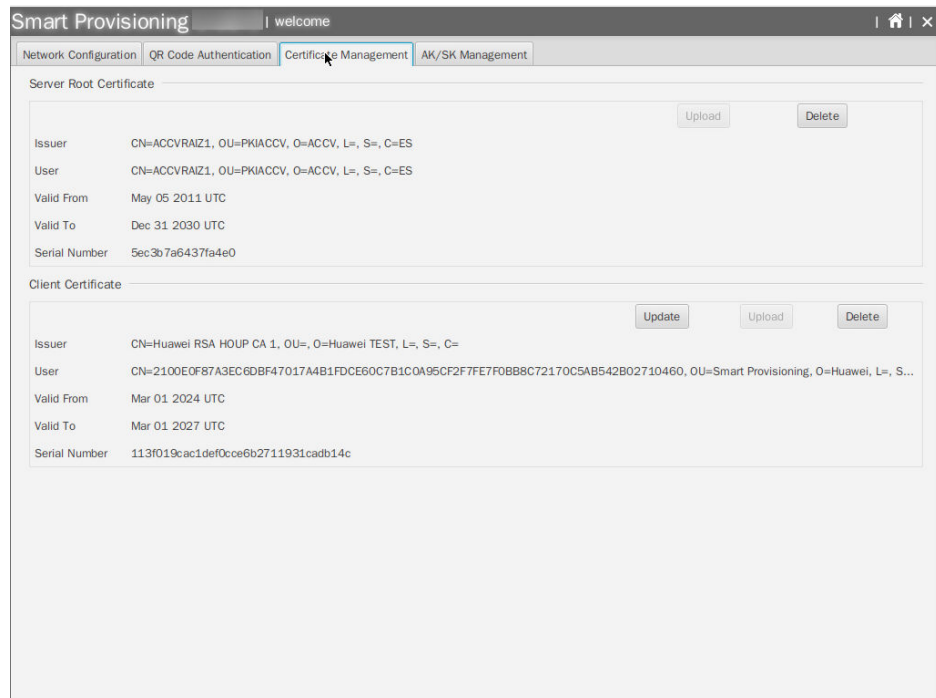 Smart Provisioning | welcome
Network Configuration QR Code Authentication Certificate Management AK/SK Management
Server Root Certificate
Upload Delete
Issuer CN=ACCVRAIZ1, OU=PKIACCV, O=ACCV, L=, S=, C=ES
User CN=ACCVRAIZ1, OU=PKIACCV, O=ACCV, L=, S=, C=ES
Valid From May 05 2011 UTC
Valid To Dec 31 2030 UTC
Serial Number 5ec3b7a6437fa4e0
Client Certificate
Update Upload Delete
Issuer CN=Huawei RSA HOUP CA 1, OU=, O=Huawei TEST, L=, S=, C=
User CN=2100E0F87A3EC6DBF47017A4B1FDCE60C7B1C0A95CF2F7FE7F0BB8C72170C5AB542B02710460, OU=Smart Provisioning, O=Huawei, L=, S...
Valid From Mar 01 2024 UTC
Valid To Mar 01 2027 UTC
Serial Number 113f019cac1def0cce6b2711931cadb14c